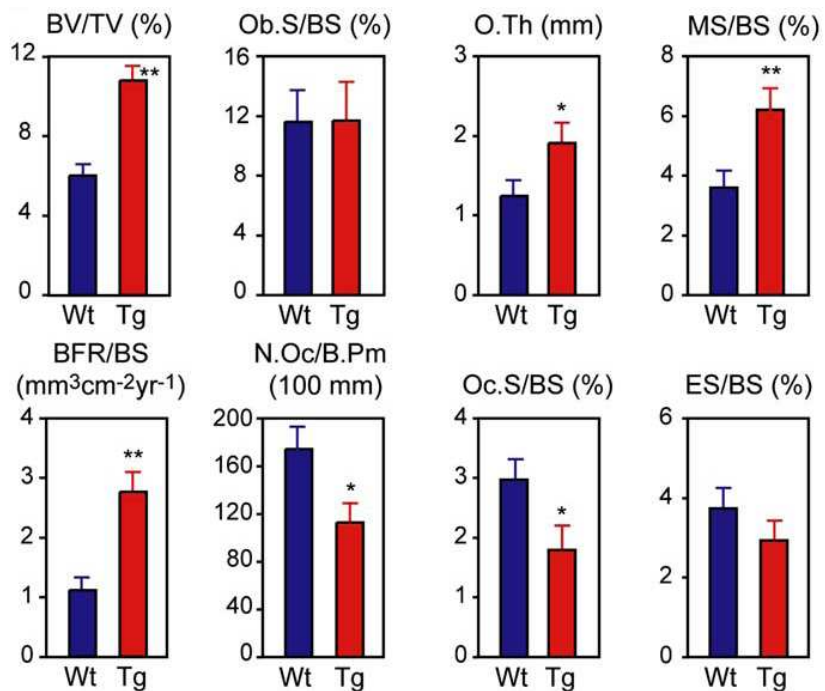 BV/TV (%)
12
8
4
0
**
Wt Tg
Ob.S/BS (%)
16
12
8
4
0
Wt Tg
O.Th (mm)
3
2
1
0
*
Wt Tg
MS/BS (%)
8
6
4
2
0
**
Wt Tg
BFR/BS
(mm³cm-²yr-¹)
4
3
2
1
0
**
Wt Tg
N.Oc/B.Pm
(100 mm)
200
160
120
80
40
0
*
Wt Tg
Oc.S/BS (%)
4
3
2
1
0
*
Wt Tg
ES/BS (%)
6
4
2
0
Wt Tg